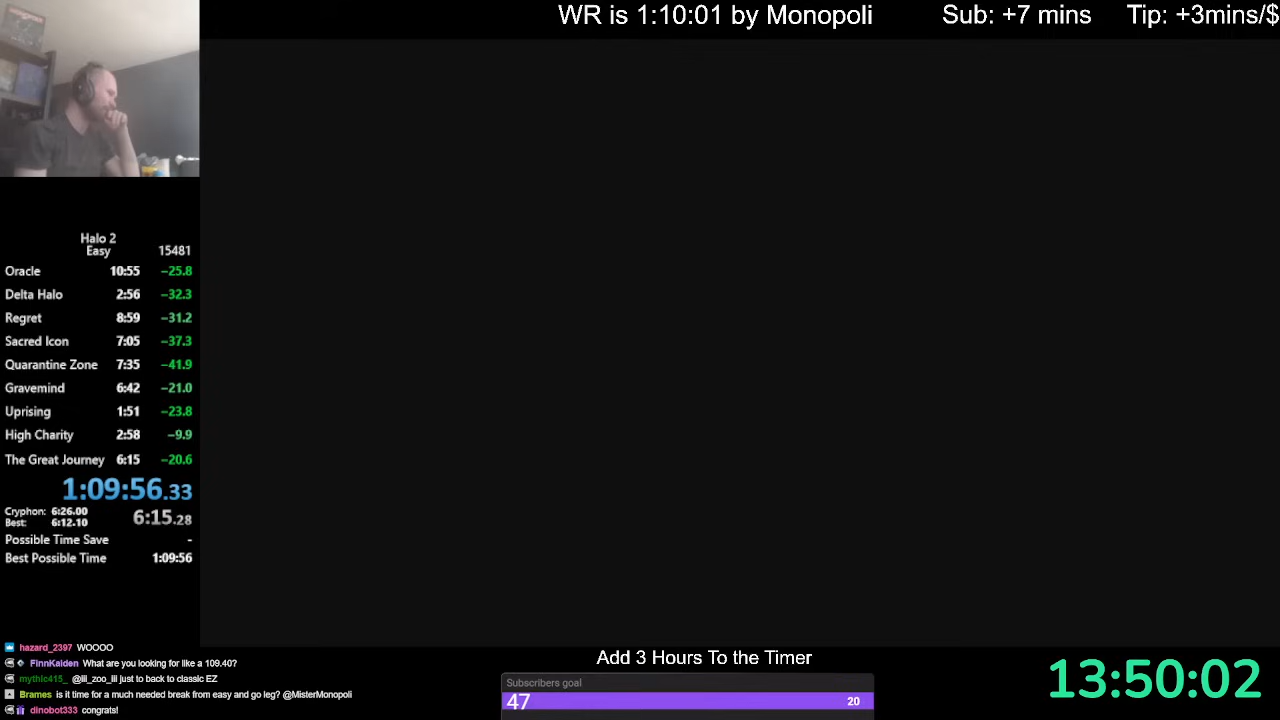 WR is 1:10:01 by Monopoli Sub: +7 mins Tip: +3mins/$
Halo 2
Easy 15481
Oracle 10:55 −25.8
Delta Halo 2:56 −32.3
Regret 8:59 −31.2
Sacred Icon 7:05 −37.3
Quarantine Zone 7:35 −41.9
Gravemind 6:42 −21.0
Uprising 1:51 −23.8
High Charity 2:58 −9.9
The Great Journey 6:15 −20.6
1:09:56.33
Cryphon: 6:26.00
Best: 6:12.10
6:15.28
Possible Time Save -
Best Possible Time 1:09:56
hazard_2397 WOOOO
FinnKaiden What are you looking for like a 109.40?
mythic415_ @iii_zoo_iii just to back to classic EZ
Brames is it time for a much needed break from easy and go leg? @MisterMonopoli
dinobot333 congrats!
Add 3 Hours To the Timer
Subscribers goal
47 20
13:50:02